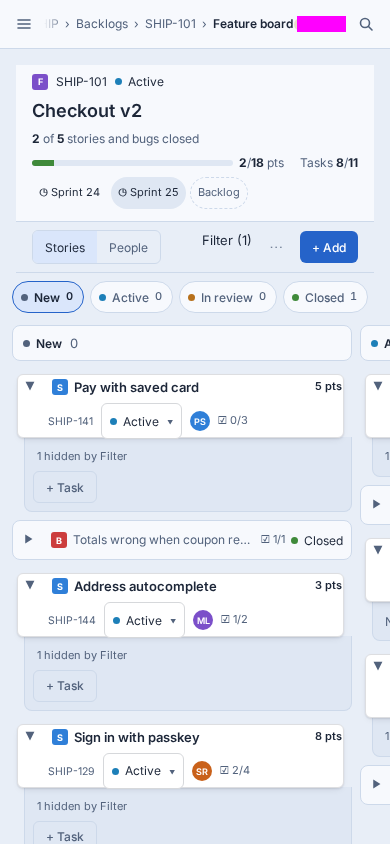 IP › Backlogs › SHIP-101 › Feature board
F SHIP-101 Active
Checkout v2
2 of 5 stories and bugs closed
2/18 pts Tasks 8/11
Sprint 24 Sprint 25 Backlog
Stories People Filter (1) ... + Add
New 0 Active 0 In review 0 Closed 1
New 0 A
S Pay with saved card 5 pts
SHIP-141 Active PS 0/3
1 hidden by Filter 1
+ Task
B Totals wrong when coupon re... 1/1 Closed
S Address autocomplete 3 pts
SHIP-144 Active ML 1/2
1 hidden by Filter
+ Task
S Sign in with passkey 8 pts
SHIP-129 Active SR 2/4
1 hidden by Filter
+ Task